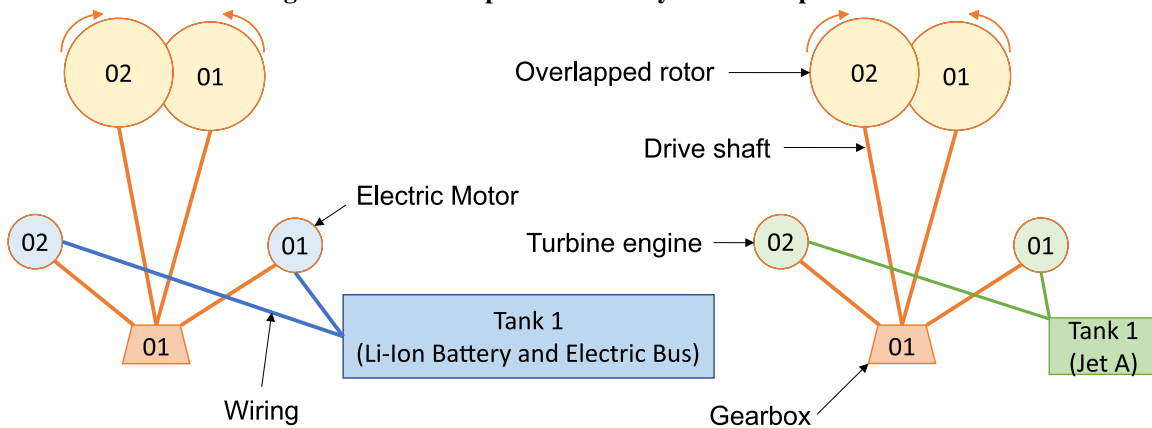 02
01
Overlapped rotor
02
01
Drive shaft
Electric Motor
02
01
Turbine engine
02
01
Tank 1
(Li-Ion Battery and Electric Bus)
01
Tank 1
(Jet A)
01
Wiring
Gearbox